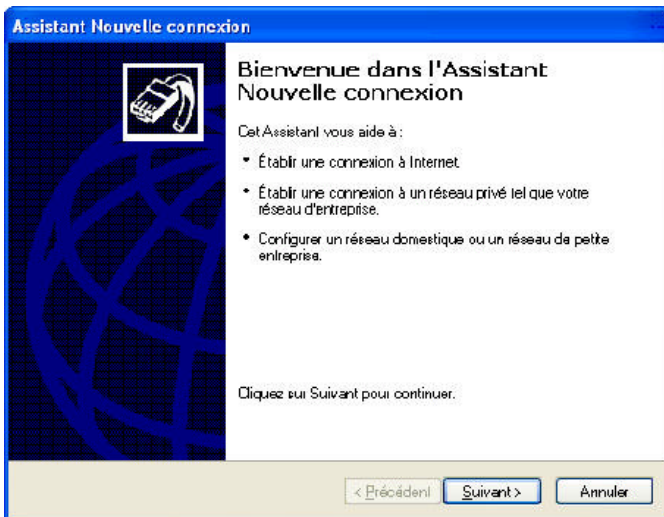 Assistant Nouvelle connexion
Bienvenue dans l'Assistant
Nouvelle connexion
Cet Assistant vous aide à :
• Établir une connexion à Internet
• Établir une connexion à un réseau privé tel que votre
réseau d'entreprise.
• Configurer un réseau domestique ou un réseau de petite
entreprise.
Cliquez sur Suivant pour continuer.
< Précédent Suivant > Annuler